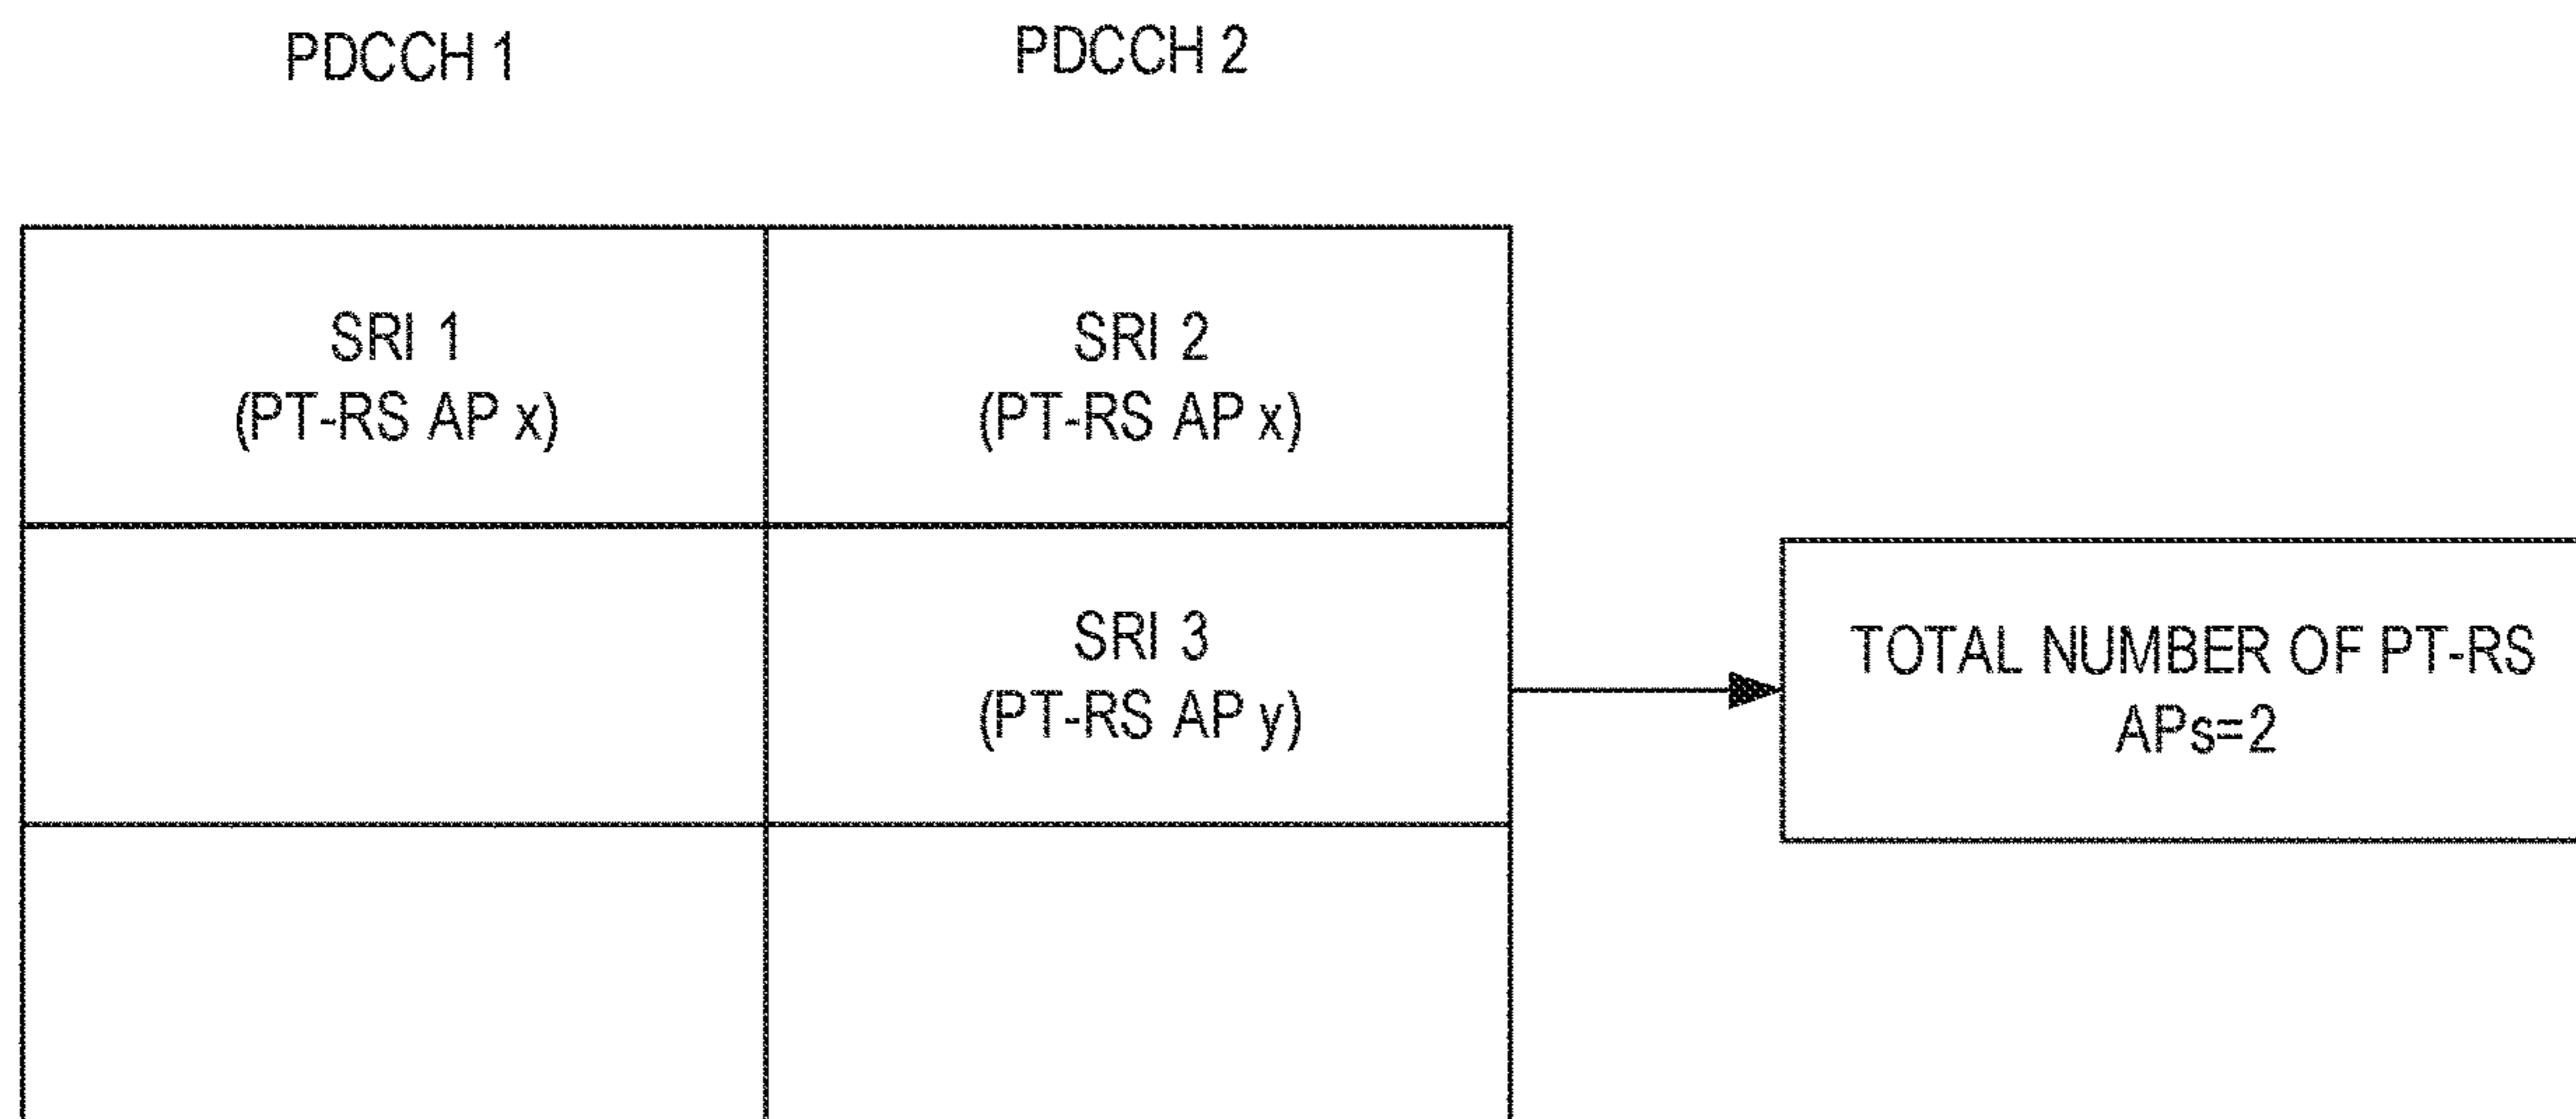 PDCCH 1
PDCCH 2
SRI 1
(PT-RS AP x)
SRI 2
(PT-RS AP x)
SRI 3
(PT-RS AP y)
TOTAL NUMBER OF PT-RS
APs=2